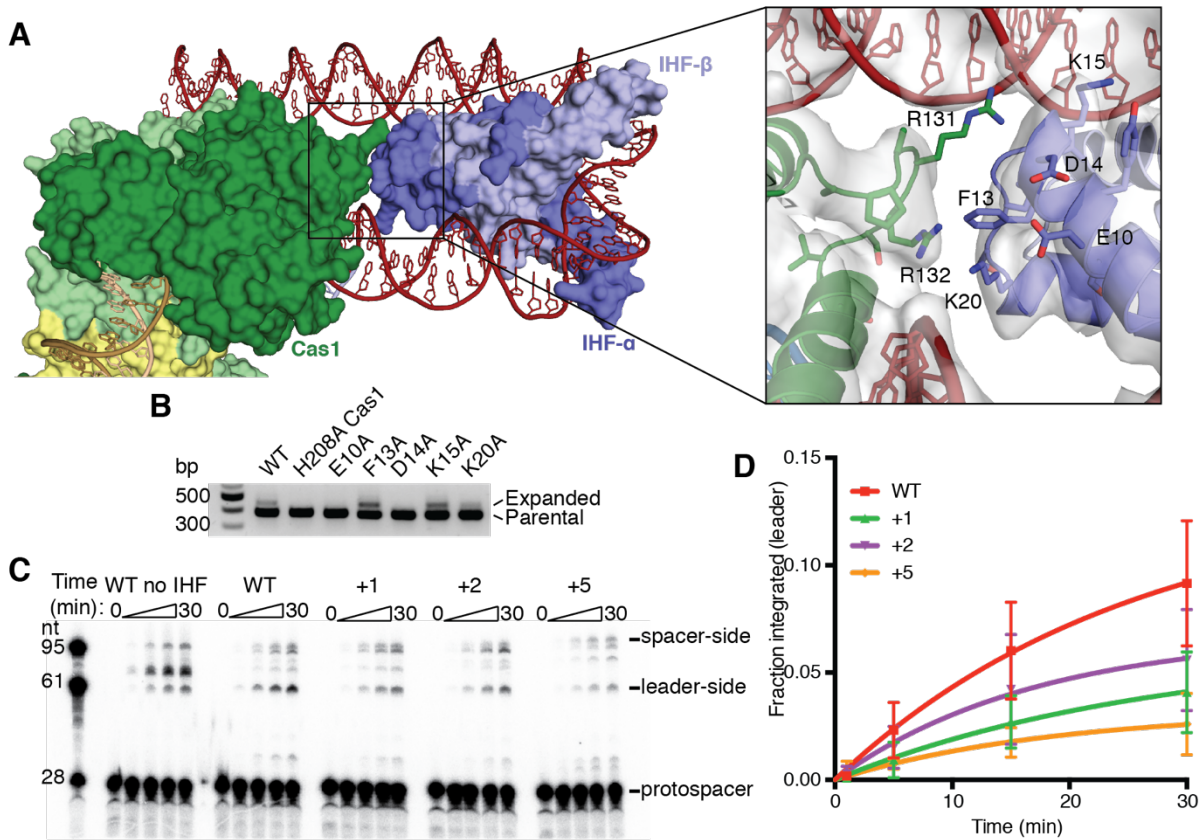 A
IHF-β
Cas1
IHF-α
K15
R131
D14
F13
E10
R132
K20
B
bp
WT
H208A Cas1
E10A
F13A
D14A
K15A
K20A
500
300
Expanded
Parental
C
Time WT no IHF WT +1 +2 +5
(min): 0 30 0 30 0 30 0 30 0 30
nt
95
61
28
spacer-side
leader-side
protospacer
D
Fraction integrated (leader)
0.15
0.10
0.05
0.00
WT
+1
+2
+5
0 10 20 30
Time (min)